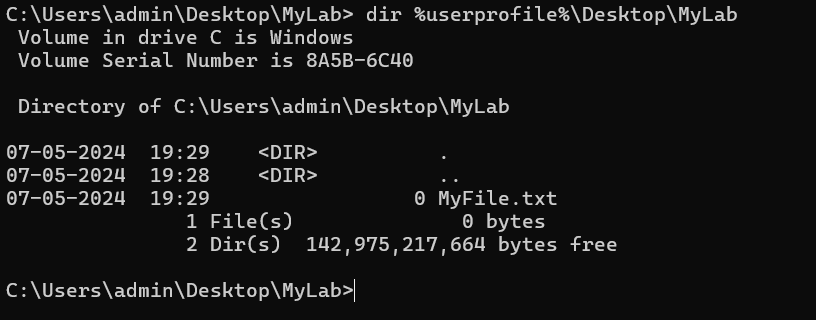 C:\Users\admin\Desktop\MyLab> dir %userprofile%\Desktop\MyLab
 Volume in drive C is Windows
 Volume Serial Number is 8A5B-6C40

 Directory of C:\Users\admin\Desktop\MyLab

07-05-2024  19:29    <DIR>          .
07-05-2024  19:28    <DIR>          ..
07-05-2024  19:29                 0 MyFile.txt
               1 File(s)              0 bytes
               2 Dir(s)  142,975,217,664 bytes free

C:\Users\admin\Desktop\MyLab>